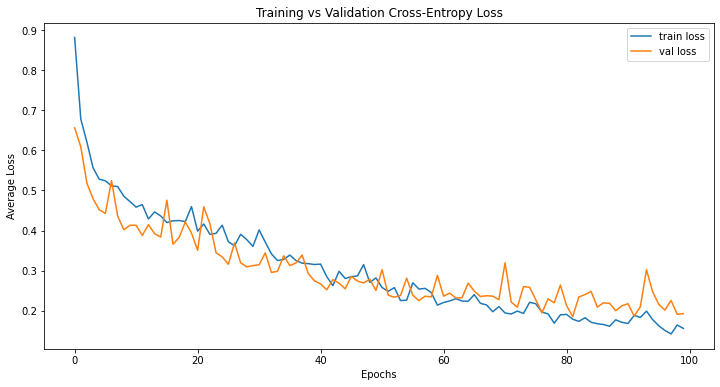 Training vs Validation Cross-Entropy Loss
train loss
val loss
Average Loss
0.9
0.8
0.7
0.6
0.5
0.4
0.3
0.2
0
20
40
60
80
100
Epochs